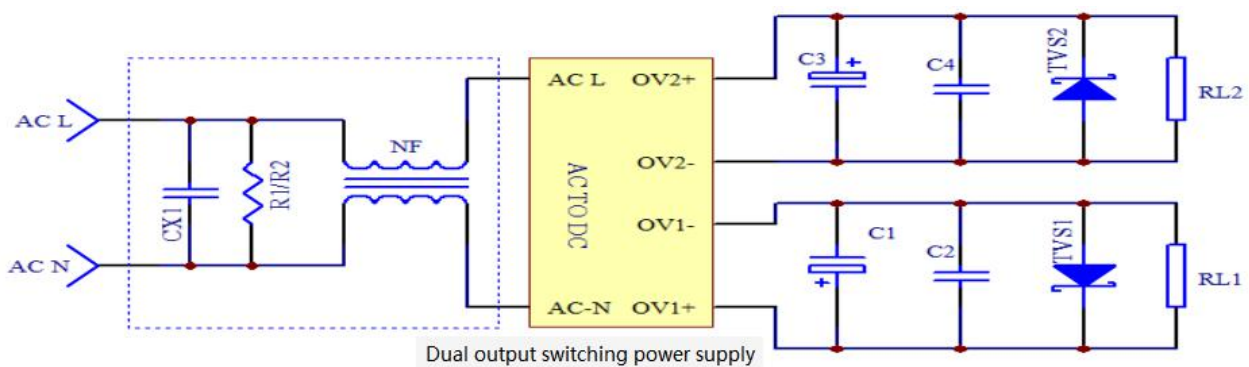 AC L
AC N
CX1
R1/R2
NF
AC L
AC-N
AC TO DC
OV2+
OV2-
OV1-
OV1+
C3
+
C4
TVS2
RL2
C1
+
C2
TVS1
RL1
Dual output switching power supply